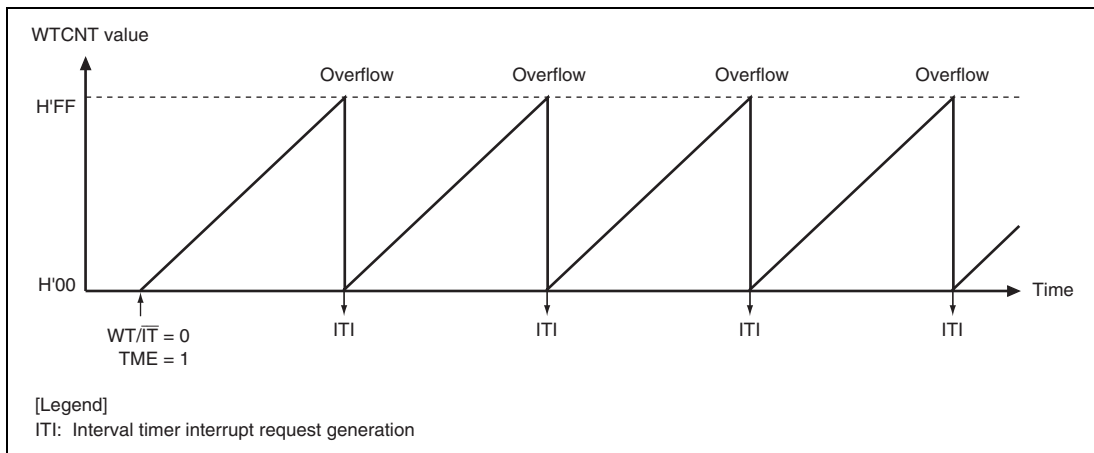 WTCNT value
Overflow Overflow Overflow Overflow
H'FF
H'00
Time
WT/I̅T̅ = 0
TME = 1
ITI ITI ITI ITI
[Legend]
ITI: Interval timer interrupt request generation